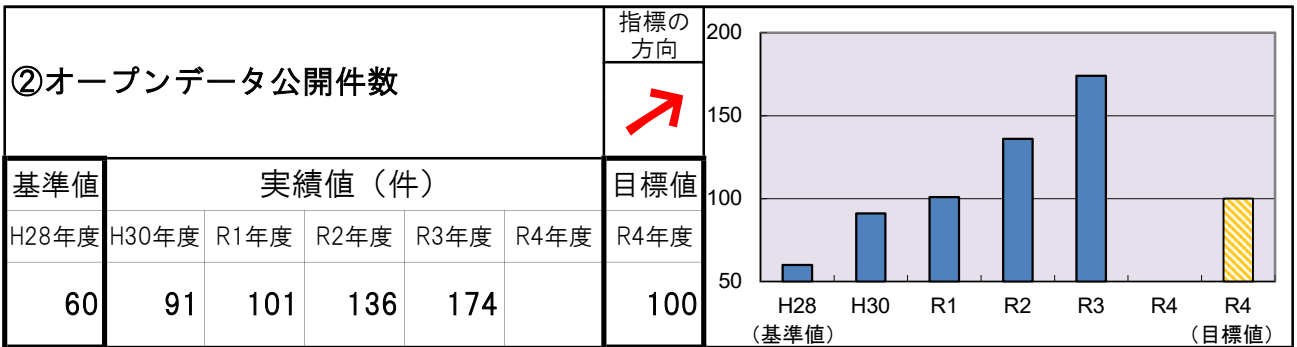 ②オープンデータ公開件数
指標の
方向
基準値 実績値（件） 目標値
H28年度 H30年度 R1年度 R2年度 R3年度 R4年度 R4年度
60 91 101 136 174 100
200
150
100
50
H28 H30 R1 R2 R3 R4 R4
（基準値） （目標値）